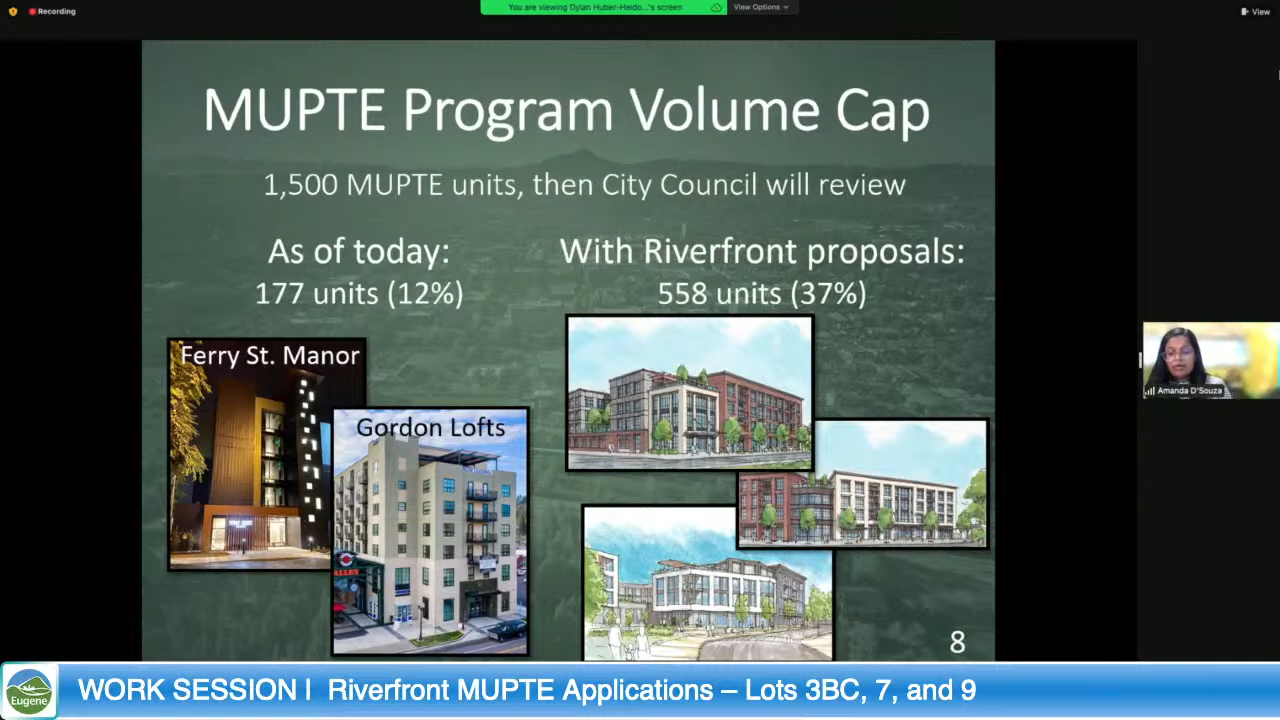 Recording
You are viewing Dylan Huber-Heido...'s screen
View Options
View
MUPTE Program Volume Cap
1,500 MUPTE units, then City Council will review
As of today:
177 units (12%)
With Riverfront proposals:
558 units (37%)
Ferry St. Manor
Gordon Lofts
ALLEY
Amanda D'Souza
8
Eugene
WORK SESSION I Riverfront MUPTE Applications – Lots 3BC, 7, and 9